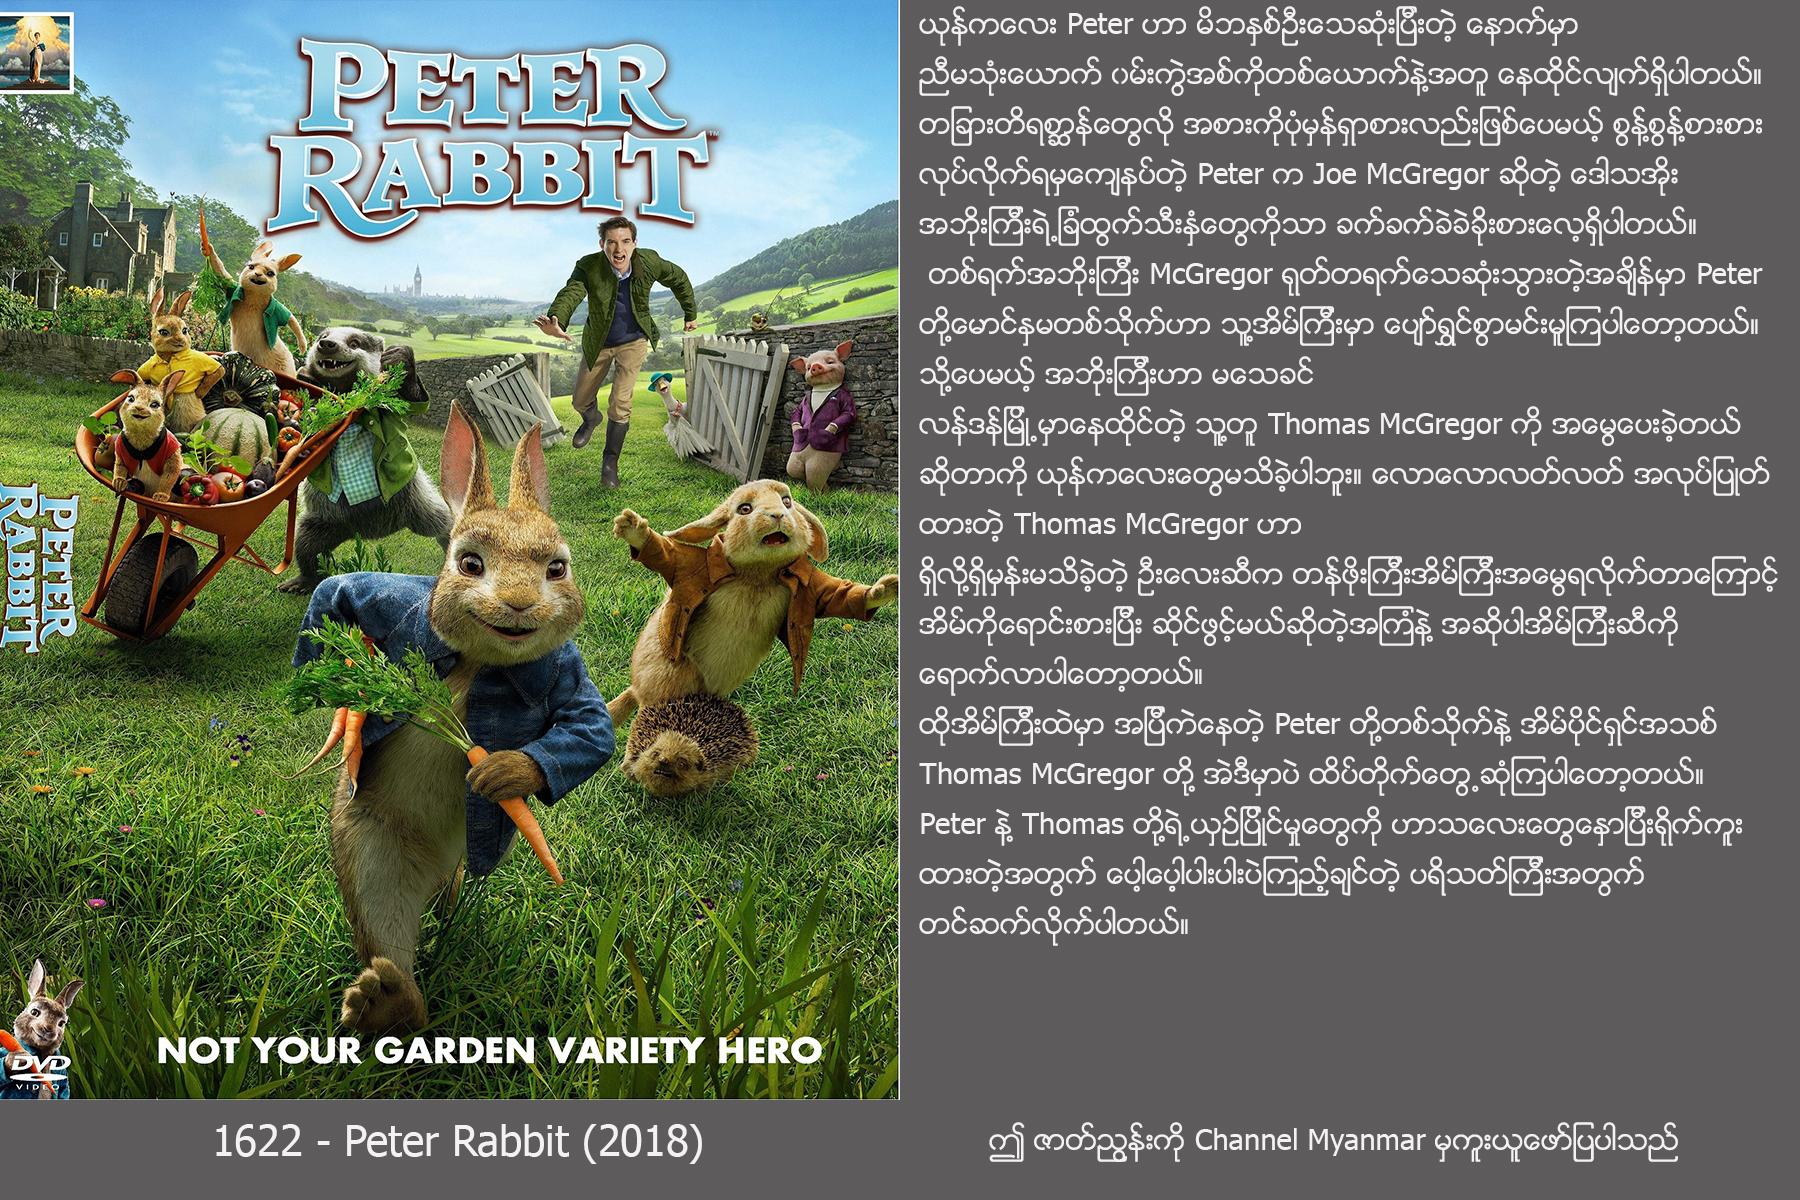 PETER
RABBIT
™
PETER
RABBIT
DVD
VIDEO
NOT YOUR GARDEN VARIETY HERO
1622 - Peter Rabbit (2018)
ယုန်ကလေး Peter ဟာ မိဘနှစ်ဦးသေဆုံးပြီးတဲ့ နောက်မှာ
ညီမသုံးယောက် ဝမ်းကွဲအစ်ကိုတစ်ယောက်နဲ့အတူ နေထိုင်လျက်ရှိပါတယ်။
တခြားတိရစ္ဆာန်တွေလို အစားကိုပုံမှန်ရှာစားလည်းဖြစ်ပေမယ့် စွန့်စွန့်စားစား
လုပ်လိုက်ရမှကျေနပ်တဲ့ Peter က Joe McGregor ဆိုတဲ့ ဒေါသအိုး
အဘိုးကြီးရဲ့ခြံထွက်သီးနှံတွေကိုသာ ခက်ခက်ခဲခဲခိုးစားလေ့ရှိပါတယ်။
တစ်ရက်အဘိုးကြီး McGregor ရုတ်တရက်သေဆုံးသွားတဲ့အချိန်မှာ Peter
တို့မောင်နှမတစ်သိုက်ဟာ သူ့အိမ်ကြီးမှာ ပျော်ရွှင်စွာမင်းမူကြပါတော့တယ်။
သို့ပေမယ့် အဘိုးကြီးဟာ မသေခင်
လန်ဒန်မြို့မှာနေထိုင်တဲ့ သူ့တူ Thomas McGregor ကို အမွေပေးခဲ့တယ်
ဆိုတာကို ယုန်ကလေးတွေမသိခဲ့ပါဘူး။ လောလောလတ်လတ် အလုပ်ပြုတ်
ထားတဲ့ Thomas McGregor ဟာ
ရှိလို့ရှိမှန်းမသိခဲ့တဲ့ ဦးလေးဆီက တန်ဖိုးကြီးအိမ်ကြီးအမွေရလိုက်တာကြောင့်
အိမ်ကိုရောင်းစားပြီး ဆိုင်ဖွင့်မယ်ဆိုတဲ့အကြံနဲ့ အဆိုပါအိမ်ကြီးဆီကို
ရောက်လာပါတော့တယ်။
ထိုအိမ်ကြီးထဲမှာ အပြီကဲနေတဲ့ Peter တို့တစ်သိုက်နဲ့ အိမ်ပိုင်ရှင်အသစ်
Thomas McGregor တို့ အဲဒီမှာပဲ ထိပ်တိုက်တွေ့ဆုံကြပါတော့တယ်။
Peter နဲ့ Thomas တို့ရဲ့ယှဉ်ပြိုင်မှုတွေကို ဟာသလေးတွေနှောပြီးရိုက်ကူး
ထားတဲ့အတွက် ပေါ့ပေါ့ပါးပါးပဲကြည့်ချင်တဲ့ ပရိသတ်ကြီးအတွက်
တင်ဆက်လိုက်ပါတယ်။
ဤ ဇာတ်ညွှန်းကို Channel Myanmar မှကူးယူဖော်ပြပါသည်